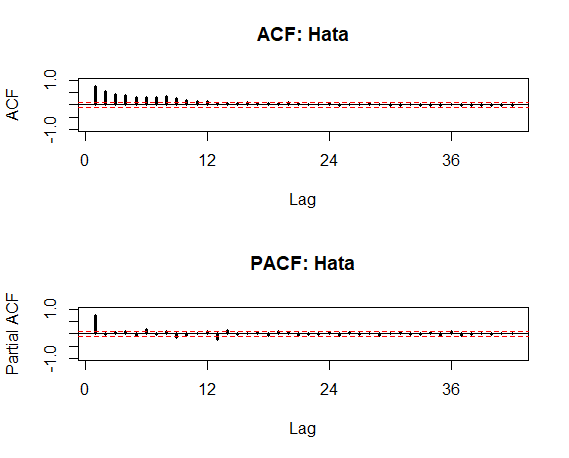 ACF: Hata
ACF
1.0
-1.0
0 12 24 36
Lag
PACF: Hata
Partial ACF
1.0
-1.0
0 12 24 36
Lag